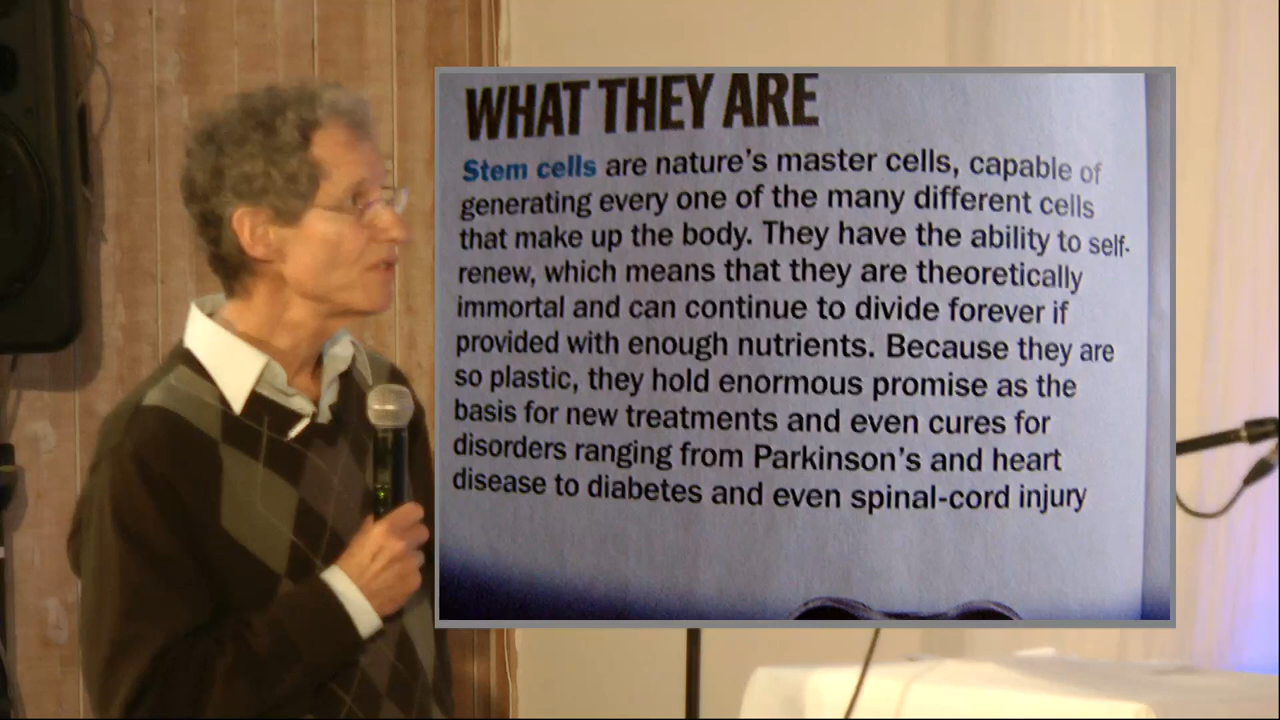 WHAT THEY ARE
Stem cells are nature's master cells, capable of
generating every one of the many different cells
that make up the body. They have the ability to self-
renew, which means that they are theoretically
immortal and can continue to divide forever if
provided with enough nutrients. Because they are
so plastic, they hold enormous promise as the
basis for new treatments and even cures for
disorders ranging from Parkinson's and heart
disease to diabetes and even spinal-cord injury